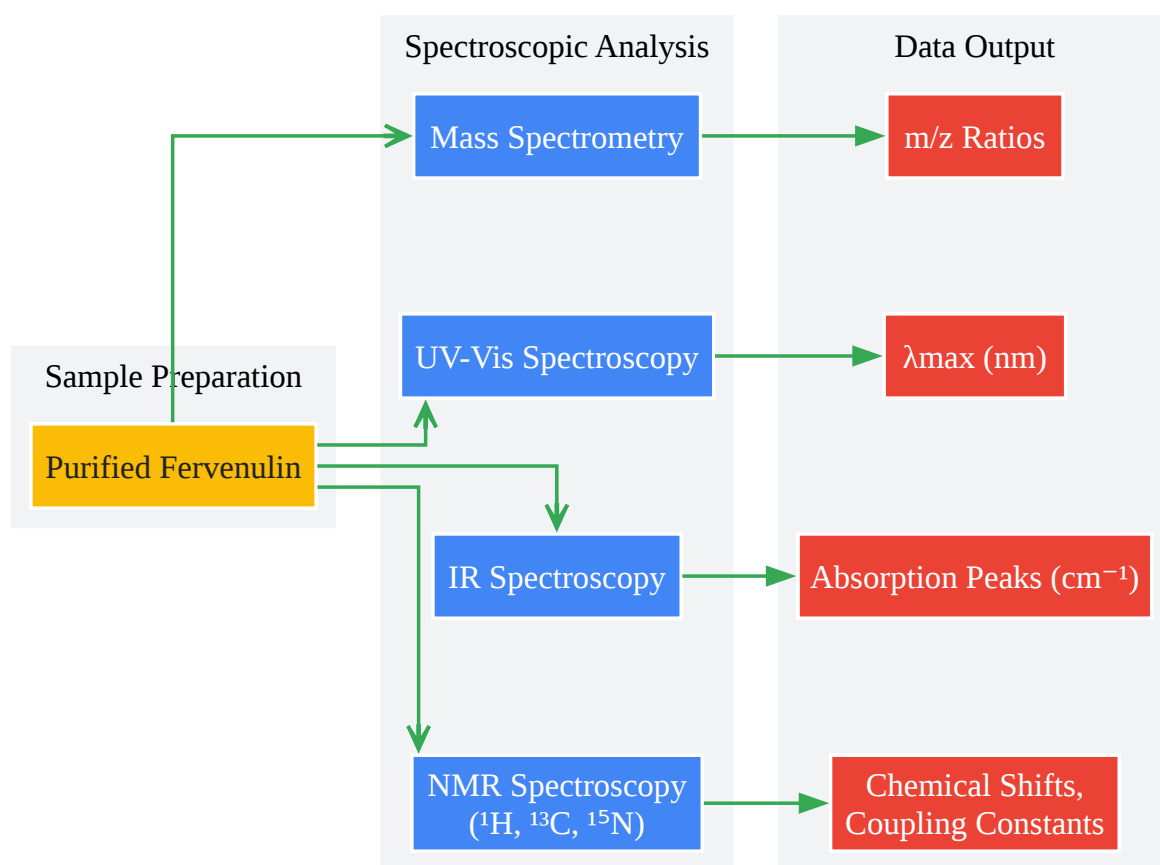 Spectroscopic Analysis
Data Output
Mass Spectrometry
m/z Ratios
UV-Vis Spectroscopy
λmax (nm)
Sample Preparation
Purified Fervenulin
IR Spectroscopy
Absorption Peaks (cm⁻¹)
NMR Spectroscopy
(¹H, ¹³C, ¹⁵N)
Chemical Shifts,
Coupling Constants